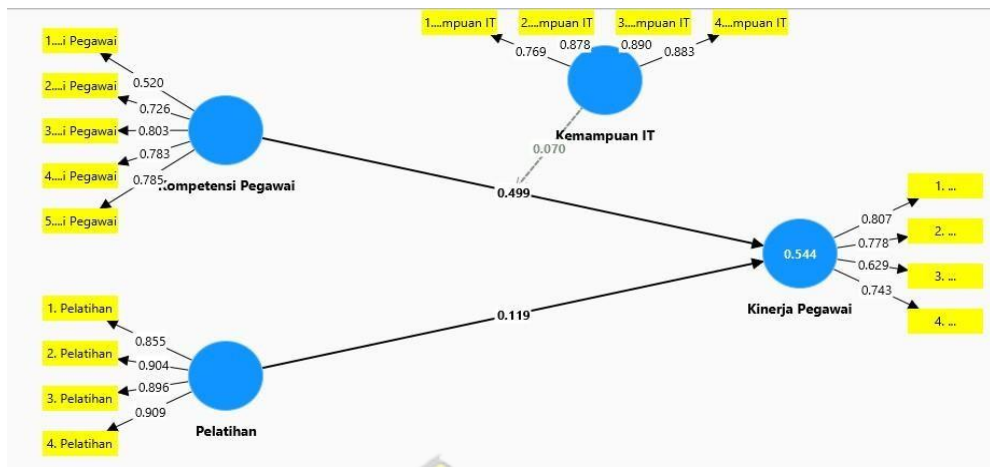 1....mpuan IT
2....mpuan IT
3....mpuan IT
4....mpuan IT
0.769
0.878
0.890
0.883
Kemampuan IT
0.070
1....i Pegawai
2....i Pegawai
3....i Pegawai
4....i Pegawai
5....i Pegawai
0.520
0.726
0.803
0.783
0.785
ompetensi Pegawai
0.499
0.119
1. ...
2. ...
3. ...
4. ...
0.807
0.778
0.629
0.743
0.544
Kinerja Pegawai
1. Pelatihan
2. Pelatihan
3. Pelatihan
4. Pelatihan
0.855
0.904
0.896
0.909
Pelatihan